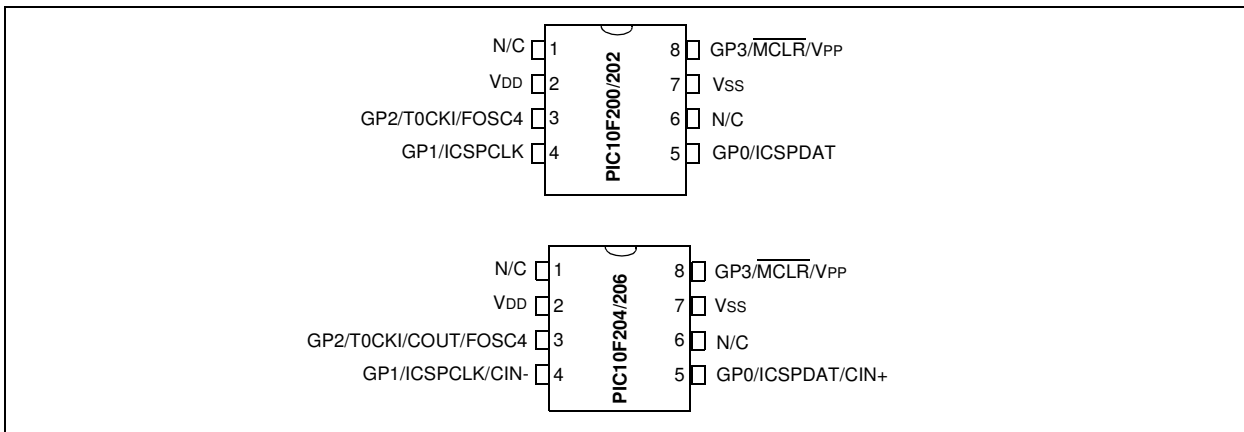 N/C 1 8 GP3/MCLR/VPP
VDD 2 7 VSS
GP2/T0CKI/FOSC4 3 6 N/C
GP1/ICSPCLK 4 5 GP0/ICSPDAT
PIC10F200/202
N/C 1 8 GP3/MCLR/VPP
VDD 2 7 VSS
GP2/T0CKI/COUT/FOSC4 3 6 N/C
GP1/ICSPCLK/CIN- 4 5 GP0/ICSPDAT/CIN+
PIC10F204/206